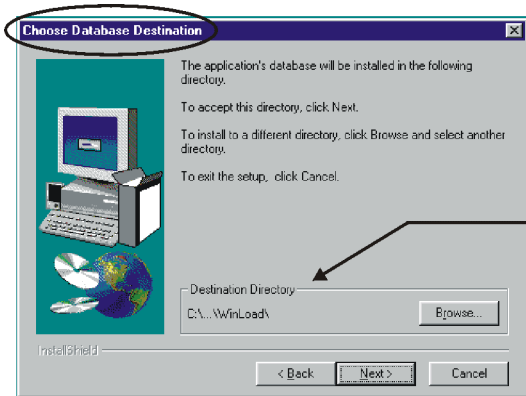 Choose Database Destination
The application's database will be installed in the following
directory.
To accept this directory, click Next.
To install to a different directory, click Browse and select another
directory.
To exit the setup, click Cancel.
Destination Directory
C:\...\WinLoad\
Browse...
InstallShield
< Back
Next >
Cancel